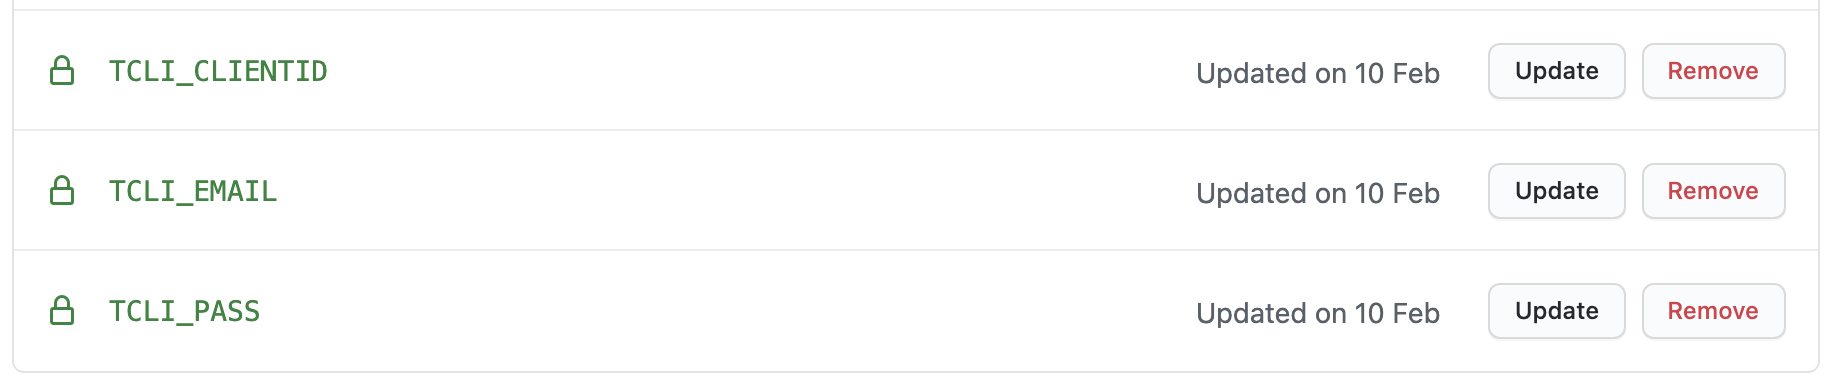 TCLI_CLIENTID Updated on 10 Feb Update Remove
TCLI_EMAIL Updated on 10 Feb Update Remove
TCLI_PASS Updated on 10 Feb Update Remove